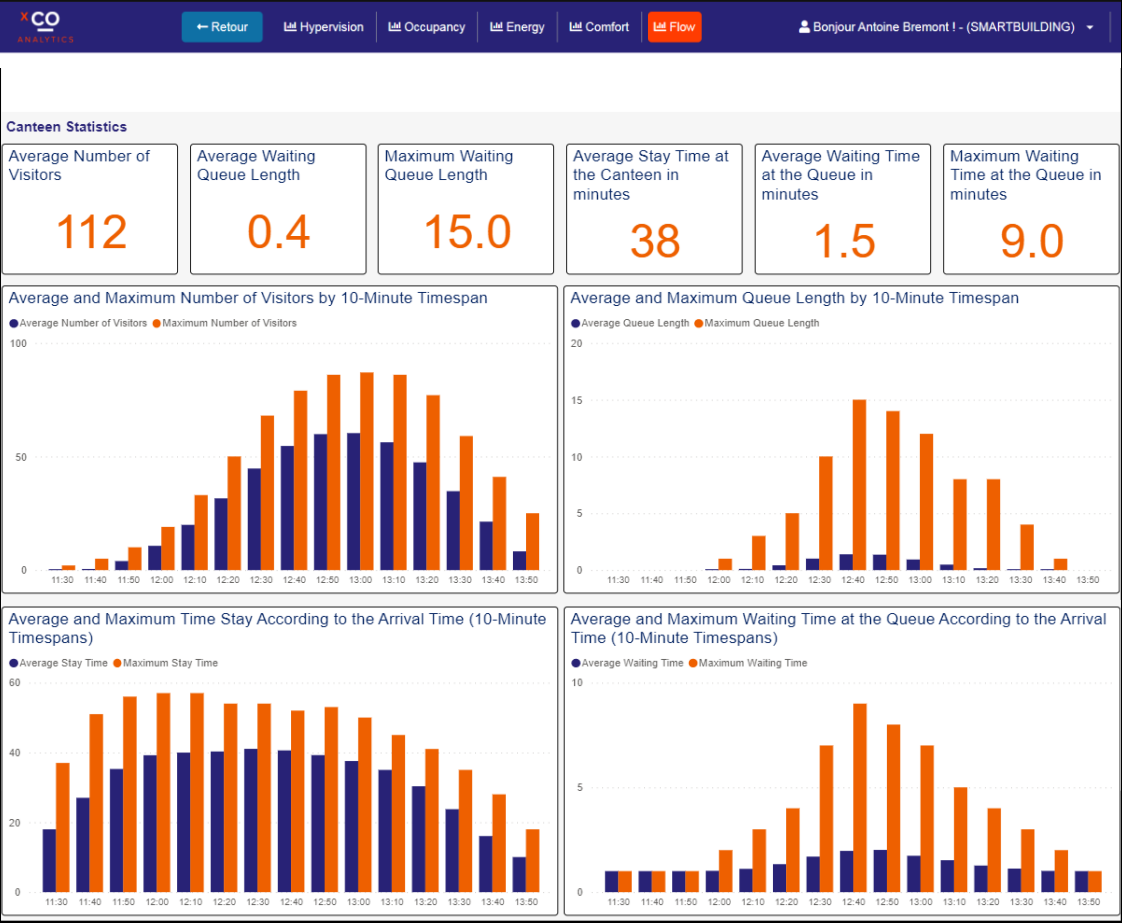 xCO
ANALYTICS
Retour
Hypervision
Occupancy
Energy
Comfort
Flow
Bonjour Antoine Bremont ! - (SMARTBUILDING)
Canteen Statistics
Average Number of
Visitors
112
Average Waiting
Queue Length
0.4
Maximum Waiting
Queue Length
15.0
Average Stay Time at
the Canteen in
minutes
38
Average Waiting Time
at the Queue in
minutes
1.5
Maximum Waiting
Time at the Queue in
minutes
9.0
Average and Maximum Number of Visitors by 10-Minute Timespan
Average Number of Visitors Maximum Number of Visitors
100
50
0
11:30 11:40 11:50 12:00 12:10 12:20 12:30 12:40 12:50 13:00 13:10 13:20 13:30 13:40 13:50
Average and Maximum Queue Length by 10-Minute Timespan
Average Queue Length Maximum Queue Length
20
15
10
5
0
11:30 11:40 11:50 12:00 12:10 12:20 12:30 12:40 12:50 13:00 13:10 13:20 13:30 13:40 13:50
Average and Maximum Time Stay According to the Arrival Time (10-Minute
Timespans)
Average Stay Time Maximum Stay Time
60
40
20
0
11:30 11:40 11:50 12:00 12:10 12:20 12:30 12:40 12:50 13:00 13:10 13:20 13:30 13:40 13:50
Average and Maximum Waiting Time at the Queue According to the Arrival
Time (10-Minute Timespans)
Average Waiting Time Maximum Waiting Time
10
5
0
11:30 11:40 11:50 12:00 12:10 12:20 12:30 12:40 12:50 13:00 13:10 13:20 13:30 13:40 13:50